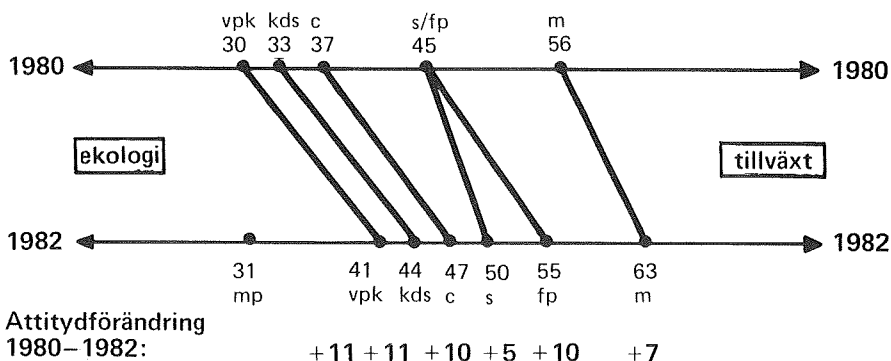 vpk kds c s/fp m
30 33 37 45 56
1980 1980
ekologi tillväxt
1982 1982
31 41 44 47 50 55 63
mp vpk kds c s fp m
Attitydförändring
1980–1982: +11 +11 +10 +5 +10 +7